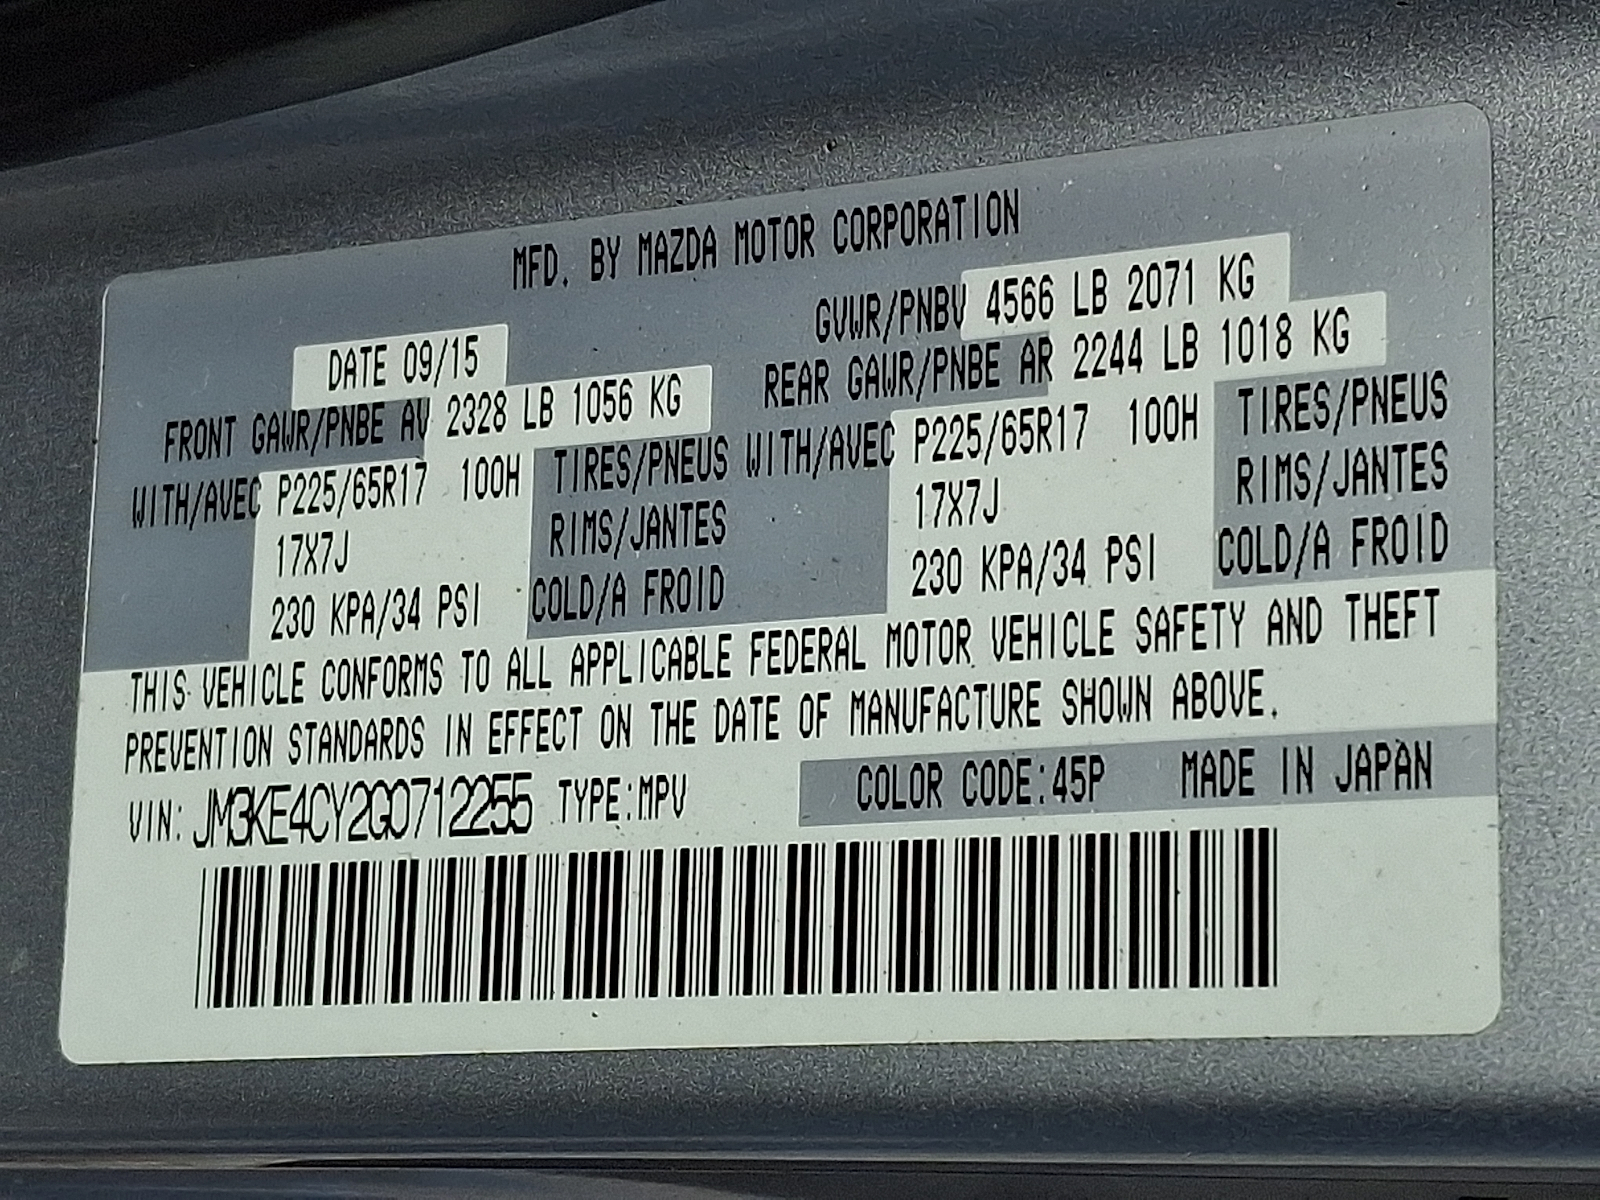 MFD. BY MAZDA MOTOR CORPORATION
GVWR/PNBV 4566 LB 2071 KG
DATE 09/15
REAR GAWR/PNBE AR 2244 LB 1018 KG
FRONT GAWR/PNBE AV 2328 LB 1056 KG
WITH/AVEC P225/65R17 100H TIRES/PNEUS WITH/AVEC P225/65R17 100H TIRES/PNEUS
17X7J RIMS/JANTES 17X7J RIMS/JANTES
230 KPA/34 PSI COLD/A FROID 230 KPA/34 PSI COLD/A FROID
THIS VEHICLE CONFORMS TO ALL APPLICABLE FEDERAL MOTOR VEHICLE SAFETY AND THEFT
PREVENTION STANDARDS IN EFFECT ON THE DATE OF MANUFACTURE SHOWN ABOVE.
VIN: JM3KE4CY2G0712255 TYPE:MPV COLOR CODE:45P MADE IN JAPAN